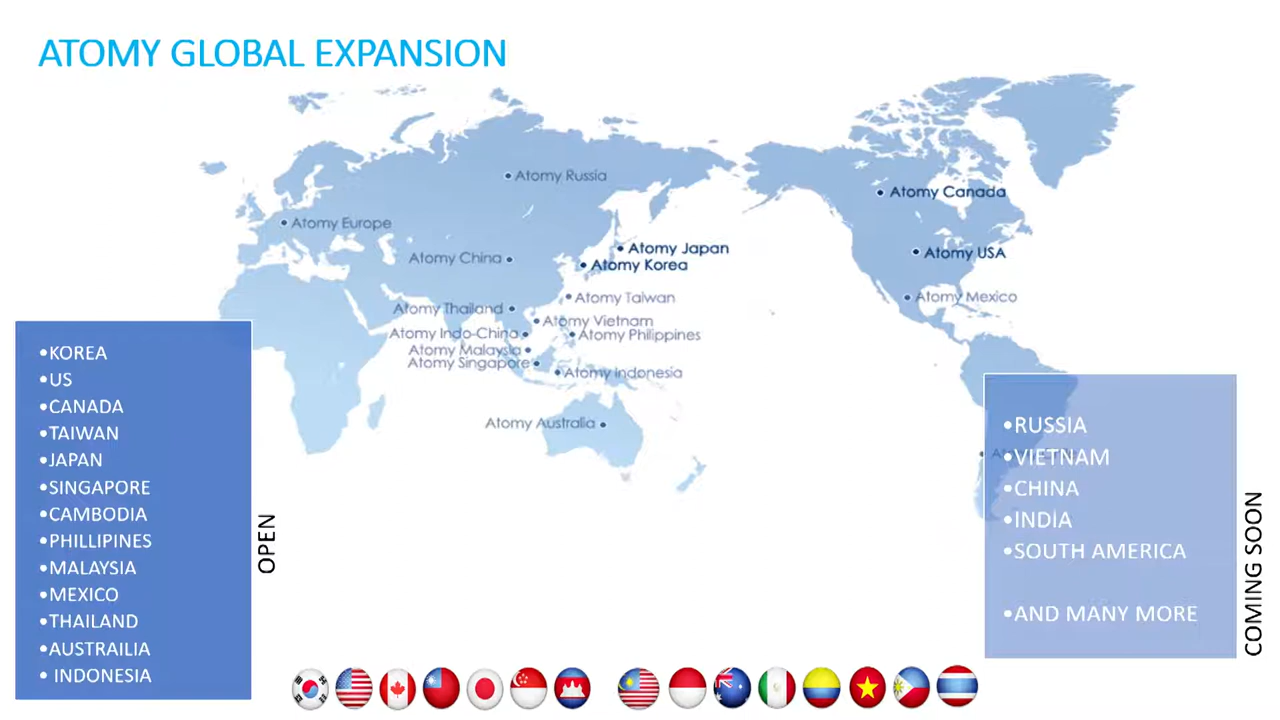 ATOMY GLOBAL EXPANSION
Atomy Russia
Atomy Canada
Atomy Europe
Atomy Japan
Atomy USA
Atomy China
Atomy Korea
Atomy Taiwan
Atomy Mexico
Atomy Thailand
Atomy Vietnam
Atomy Indo-China
Atomy Philippines
Atomy Malaysia
Atomy Singapore
Atomy Indonesia
Atomy Australia
•KOREA
•US
•CANADA
•TAIWAN
•JAPAN
•SINGAPORE
•CAMBODIA
•PHILLIPINES
•MALAYSIA
•MEXICO
•THAILAND
•AUSTRAILIA
• INDONESIA
OPEN
•RUSSIA
•VIETNAM
•CHINA
•INDIA
•SOUTH AMERICA
•AND MANY MORE
COMING SOON